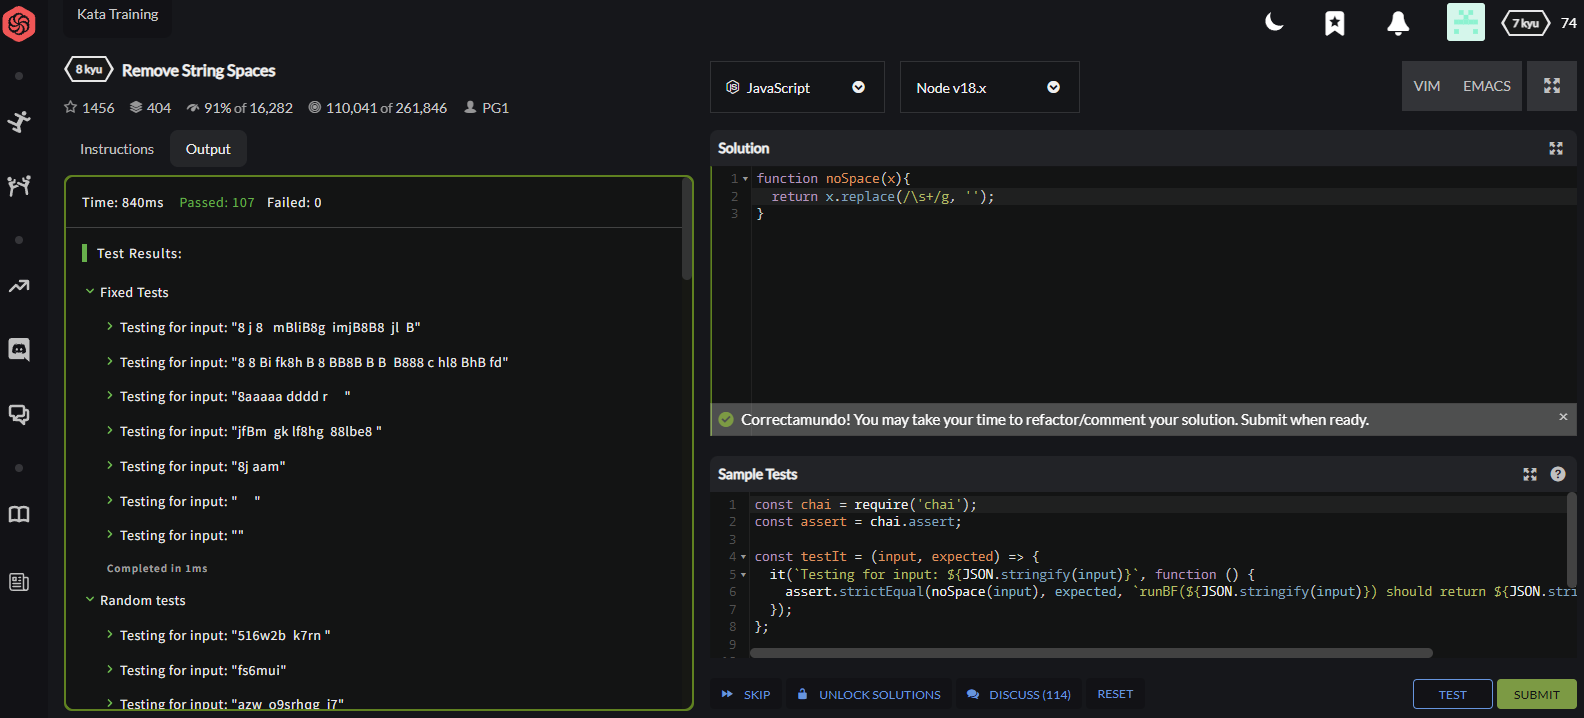 Kata Training
7 kyu 74
8 kyu Remove String Spaces
1456 404 91% of 16,282 110,041 of 261,846 PG1
Instructions Output
Time: 840ms Passed: 107 Failed: 0
Test Results:
Fixed Tests
Testing for input: "8 j 8   mBliB8g  imjB8B8  jl  B"
Testing for input: "8 8 Bi fk8h B 8 BB8B B B  B888 c hl8 BhB fd"
Testing for input: "8aaaaa dddd r     "
Testing for input: "jfBm  gk lf8hg  88lbe8 "
Testing for input: "8j aam"
Testing for input: "     "
Testing for input: ""
Completed in 1ms
Random tests
Testing for input: "516w2b  k7rn "
Testing for input: "fs6mui"
Testing for input: "azw  o9srhqg  i7"
JavaScript Node v18.x VIM EMACS
Solution
1 function noSpace(x){
2   return x.replace(/\s+/g, '');
3 }
Correctamundo! You may take your time to refactor/comment your solution. Submit when ready. ×
Sample Tests ?
1 const chai = require('chai');
2 const assert = chai.assert;
3
4 const testIt = (input, expected) => {
5   it(`Testing for input: ${JSON.stringify(input)}`, function () {
6     assert.strictEqual(noSpace(input), expected, `runBF(${JSON.stringify(input)}) should return ${JSON.stri
7   });
8 };
9
SKIP UNLOCK SOLUTIONS DISCUSS (114) RESET TEST SUBMIT